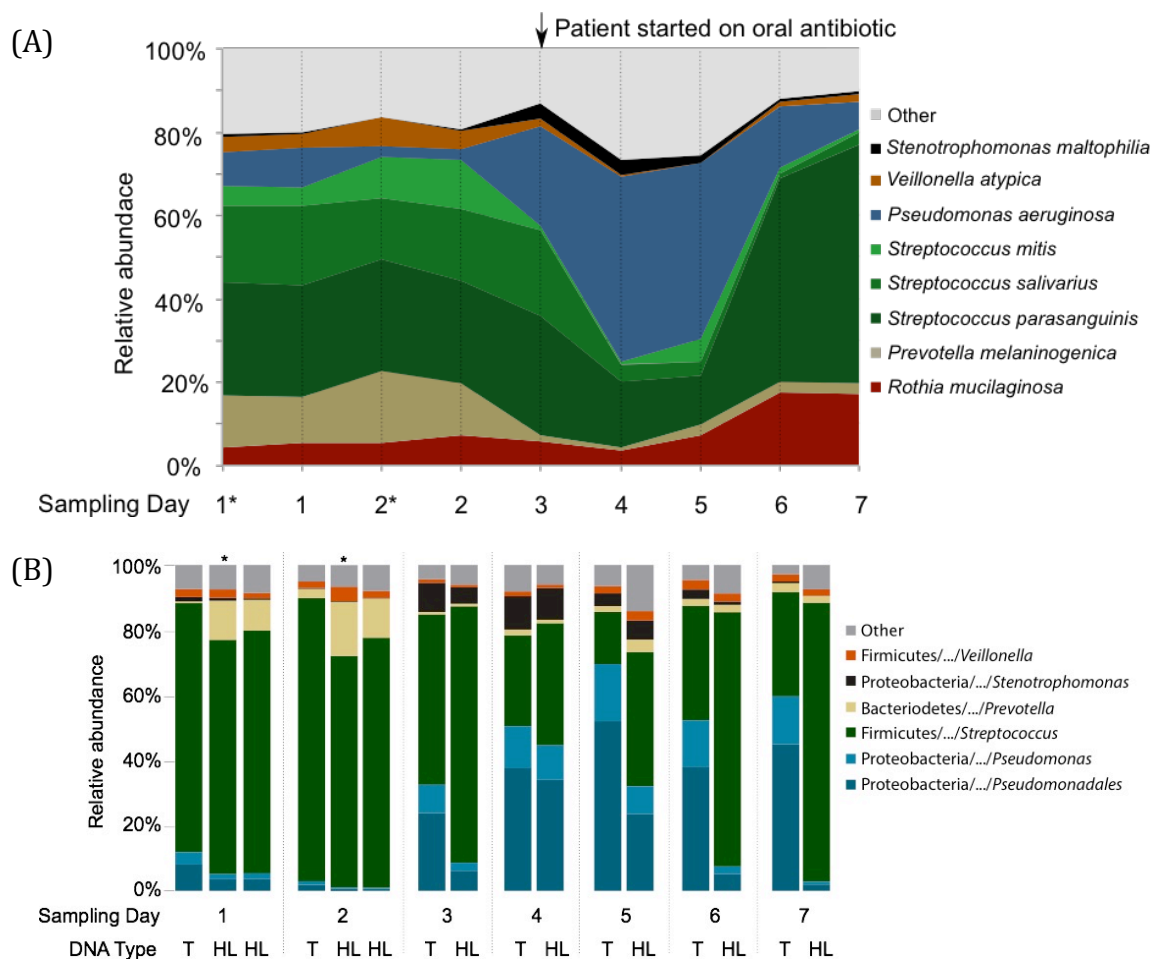 (A)
Patient started on oral antibiotic
100%
80%
60%
40%
20%
0%
Relative abundace
Other
Stenotrophomonas maltophilia
Veillonella atypica
Pseudomonas aeruginosa
Streptococcus mitis
Streptococcus salivarius
Streptococcus parasanguinis
Prevotella melaninogenica
Rothia mucilaginosa
Sampling Day 1* 1 2* 2 3 4 5 6 7
(B)
* *
100%
80%
60%
40%
20%
0%
Relative abundance
Other
Firmicutes/.../Veillonella
Proteobacteria/.../Stenotrophomonas
Bacteriodetes/.../Prevotella
Firmicutes/.../Streptococcus
Proteobacteria/.../Pseudomonas
Proteobacteria/.../Pseudomonadales
Sampling Day 1 2 3 4 5 6 7
DNA Type T HL HL T HL HL T HL T HL T HL T HL T HL